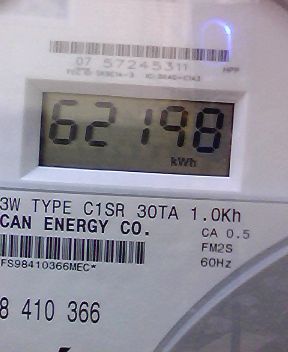 07 57245311 HPP
62198
kWh
3W TYPE C1SR 30TA 1.0Kh
CAN ENERGY CO.
CA 0.5
FM2S
60Hz
FS98410366MEC*
8 410 366